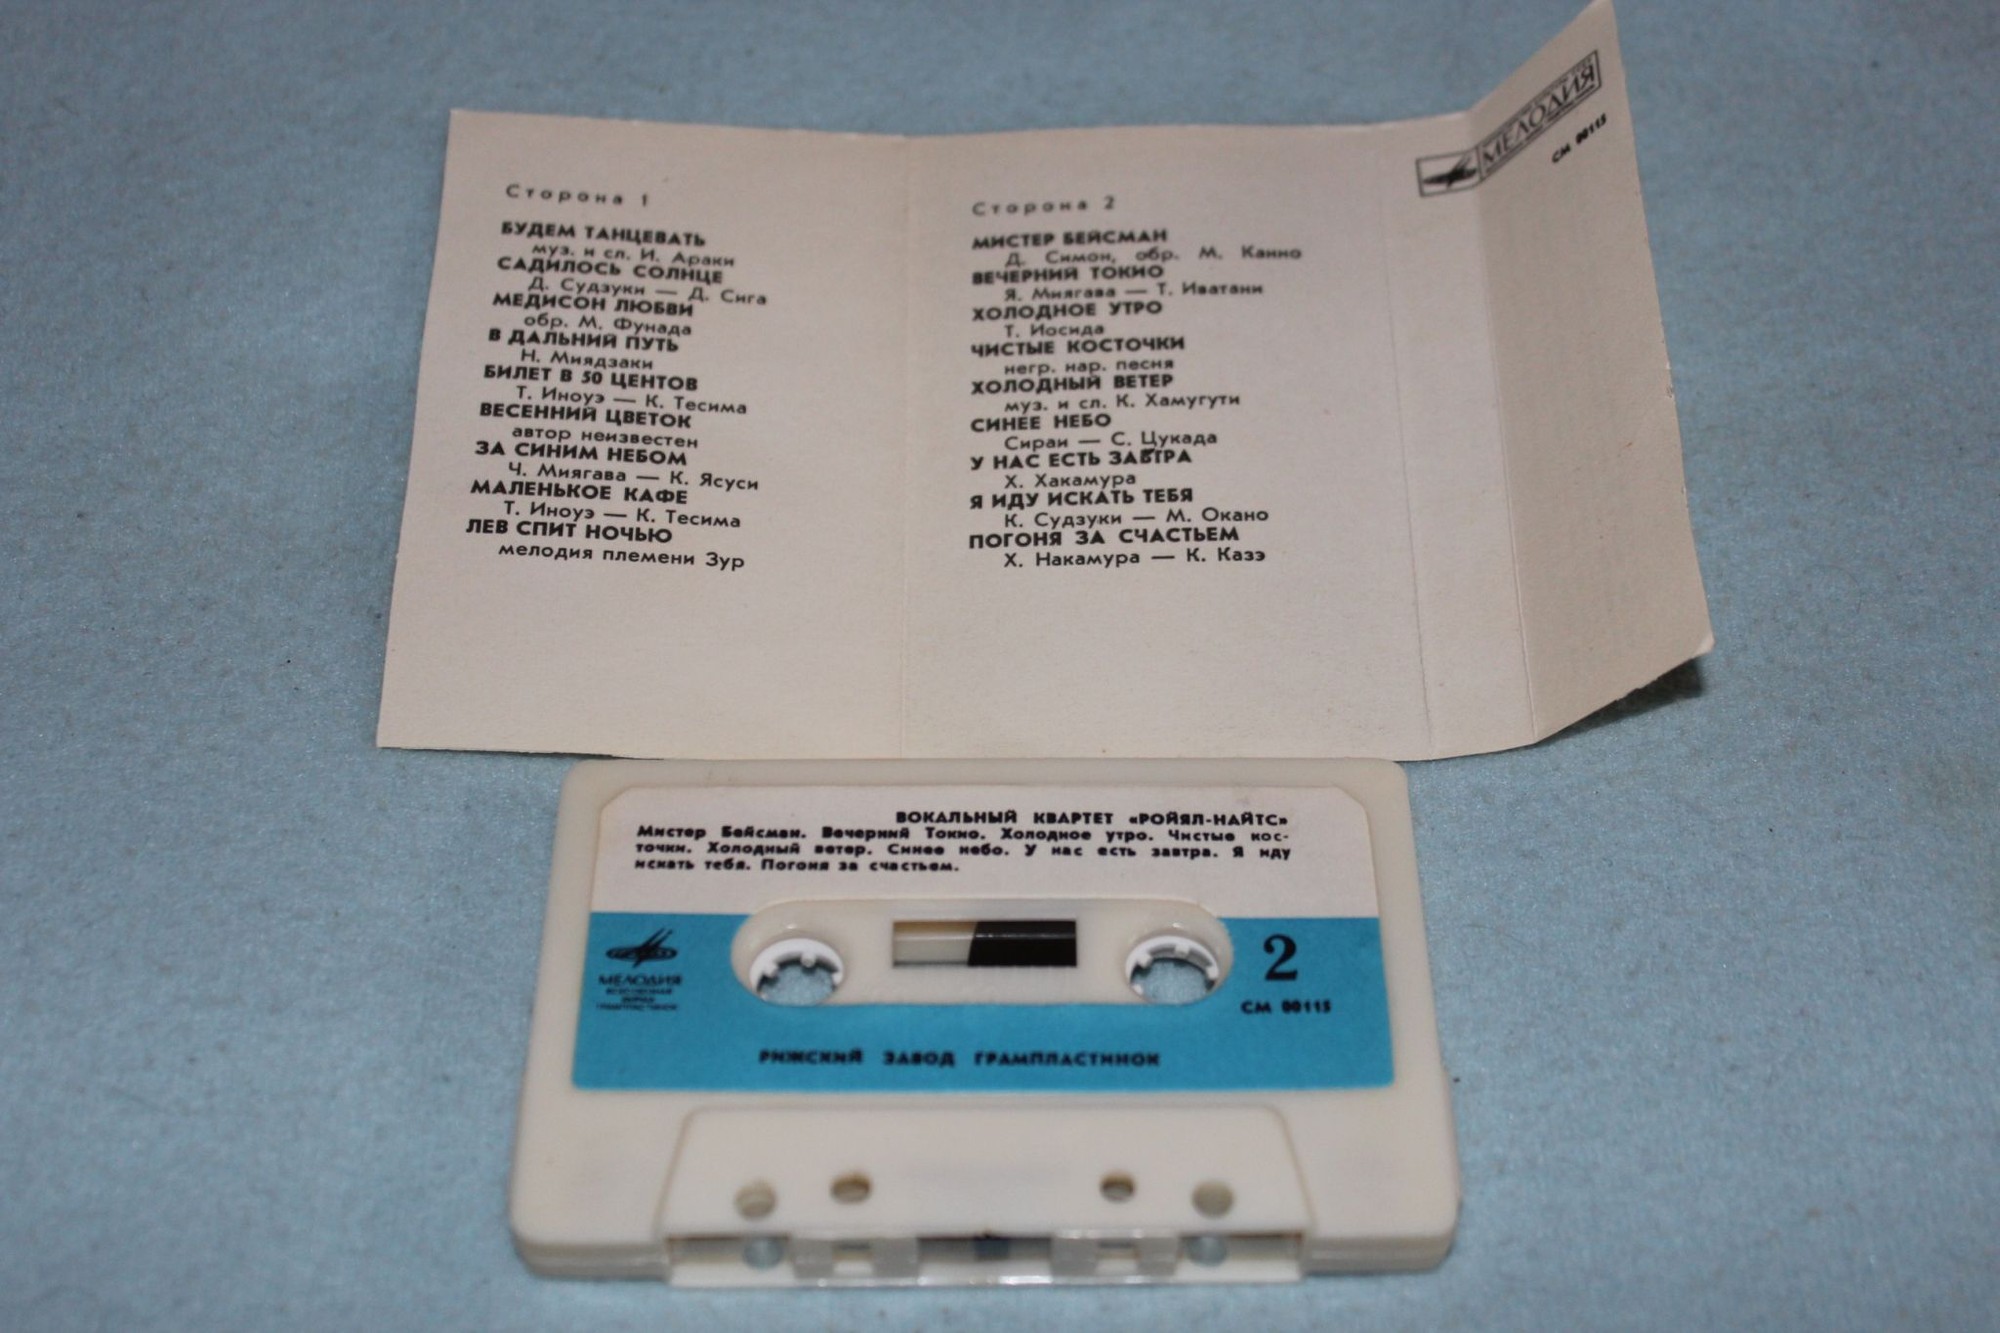 Сторона 1
БУДЕМ ТАНЦЕВАТЬ
муз. и сл. И. Араки
САДИЛОСЬ СОЛНЦЕ
Д. Судзуки — Д. Сига
МЕДИСОН ЛЮБВИ
обр. М. Фунада
В ДАЛЬНИЙ ПУТЬ
Н. Миядзаки
БИЛЕТ В 50 ЦЕНТОВ
Т. Иноуэ — К. Тесима
ВЕСЕННИЙ ЦВЕТОК
автор неизвестен
ЗА СИНИМ НЕБОМ
Ч. Миягава — К. Ясуси
МАЛЕНЬКОЕ КАФЕ
Т. Иноуэ — К. Тесима
ЛЕВ СПИТ НОЧЬЮ
мелодия племени Зур
Сторона 2
МИСТЕР БЕЙСМАН
Д. Симон, обр. М. Канно
ВЕЧЕРНИЙ ТОКИО
Я. Миягава — Т. Иватани
ХОЛОДНОЕ УТРО
Т. Иосида
ЧИСТЫЕ КОСТОЧКИ
негр. нар. песня
ХОЛОДНЫЙ ВЕТЕР
муз. и сл. К. Хамугути
СИНЕЕ НЕБО
Сираи — С. Цукада
У НАС ЕСТЬ ЗАВТРА
Х. Хакамура
Я ИДУ ИСКАТЬ ТЕБЯ
К. Судзуки — М. Окано
ПОГОНЯ ЗА СЧАСТЬЕМ
Х. Накамура — К. Казэ
МЕЛОДИЯ
СМ 00115
ВОКАЛЬНЫЙ КВАРТЕТ «РОЙЯЛ-НАЙТС»
Мистер Бейсман. Вечерний Токио. Холодное утро. Чистые кос-
точки. Холодный ветер. Синее небо. У нас есть завтра. Я иду
искать тебя. Погоня за счастьем.
МЕЛОДИЯ
ВСЕСОЮЗНАЯ
ФИРМА
ГРАМПЛАСТИНОК
2
СМ 00115
РИЖСКИЙ ЗАВОД ГРАМПЛАСТИНОК